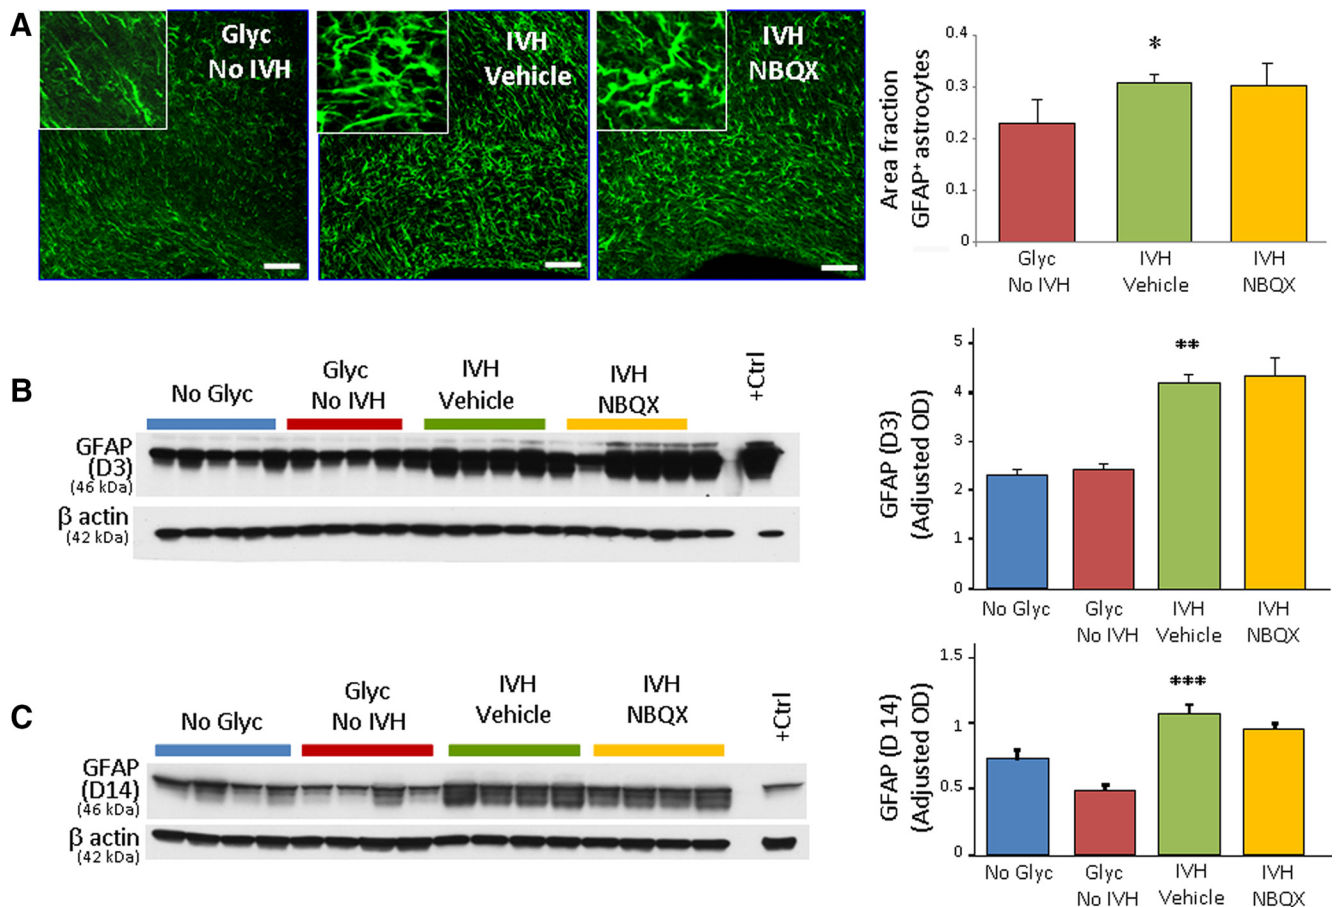 A
Glyc
No IVH
IVH
Vehicle
IVH
NBQX
Area fraction
GFAP⁺ astrocytes
0.4
0.3
0.2
0.1
0
*
Glyc
No IVH
IVH
Vehicle
IVH
NBQX
B
No Glyc
Glyc
No IVH
IVH
Vehicle
IVH
NBQX
+Ctrl
GFAP
(D3)
(46 kDa)
β actin
(42 kDa)
GFAP (D3)
(Adjusted OD)
5
4
2
2
1
0
**
No Glyc
Glyc
No IVH
IVH
Vehicle
IVH
NBQX
C
No Glyc
Glyc
No IVH
IVH
Vehicle
IVH
NBQX
+Ctrl
GFAP
(D14)
(46 kDa)
β actin
(42 kDa)
GFAP (D 14)
(Adjusted OD)
1.5
1
0.5
0
***
No Glyc
Glyc
No IVH
IVH
Vehicle
IVH
NBQX